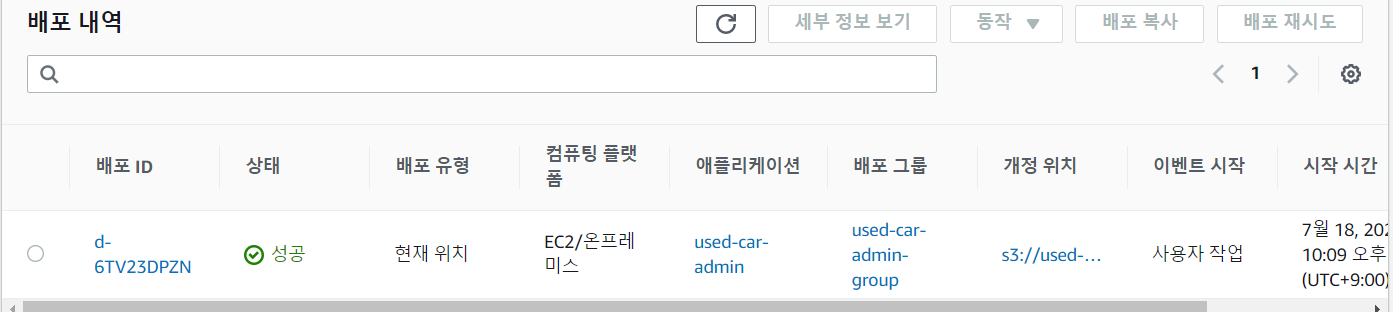 배포 내역
세부 정보 보기
동작
배포 복사
배포 재시도
1
배포 ID
상태
배포 유형
컴퓨팅 플랫
폼
애플리케이션
배포 그룹
개정 위치
이벤트 시작
시작 시간
d-
6TV23DPZN
성공
현재 위치
EC2/온프레
미스
used-car-
admin
used-car-
admin-
group
s3://used-...
사용자 작업
7월 18, 202
10:09 오후
(UTC+9:00)